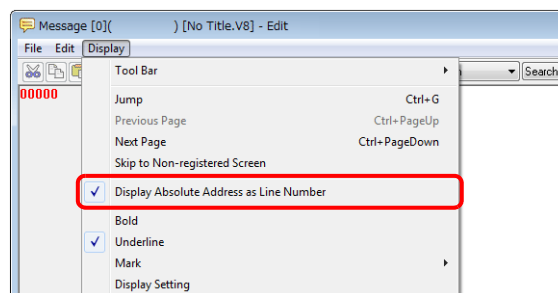 Message [0]( ) [No Title.V8] - Edit
File Edit Display
Search
00000
Tool Bar
Jump Ctrl+G
Previous Page Ctrl+PageUp
Next Page Ctrl+PageDown
Skip to Non-registered Screen
Display Absolute Address as Line Number
Bold
Underline
Mark
Display Setting